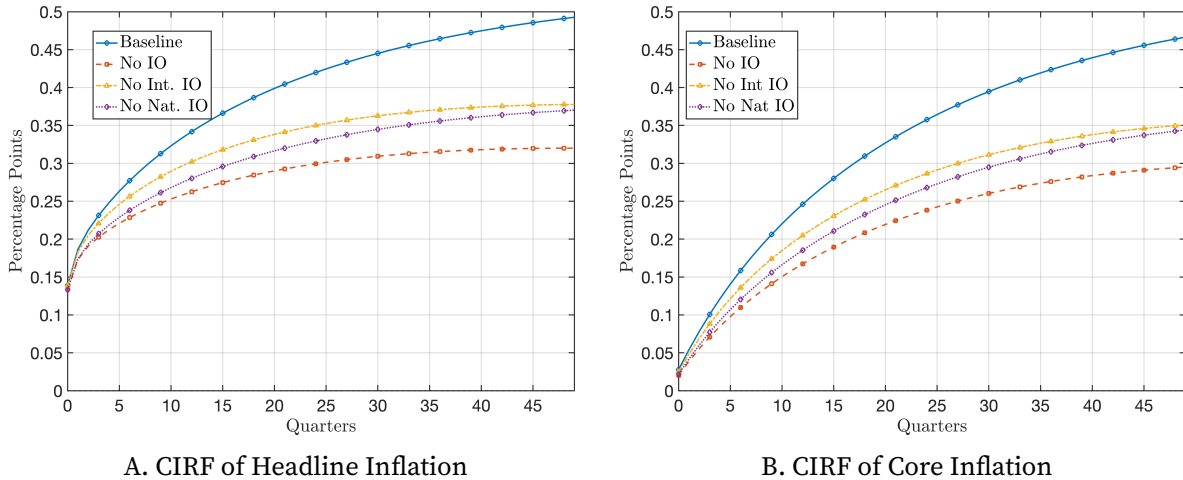 0.5
0.45
0.4
0.35
0.3
0.25
0.2
0.15
0.1
0.05
0
Percentage Points
Baseline
No IO
No Int. IO
No Nat. IO
0 5 10 15 20 25 30 35 40 45
Quarters
A. CIRF of Headline Inflation
0.5
0.45
0.4
0.35
0.3
0.25
0.2
0.15
0.1
0.05
0
Percentage Points
Baseline
No IO
No Int IO
No Nat IO
0 5 10 15 20 25 30 35 40 45
Quarters
B. CIRF of Core Inflation